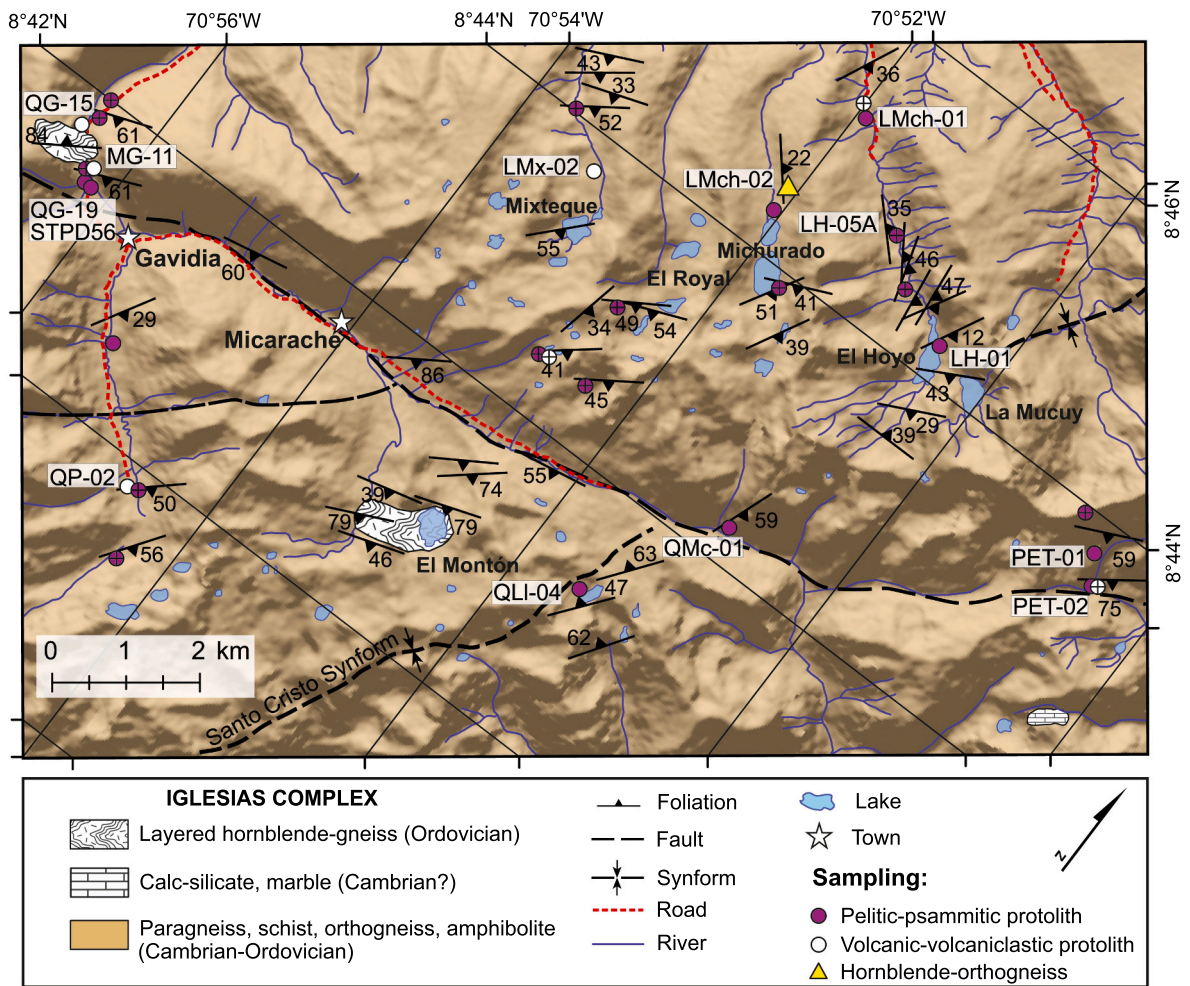 8°42'N
70°56'W
8°44'N
70°54'W
70°52'W
43
33
52
36
QG-15
61
84
MG-11
61
LMx-02
LMch-01
22
LMch-02
8°46'N
QG-19
STPD56
Mixteque
55
LH-05A
35
Gavidia
60
Michurado
46
El Royal
47
51
41
29
34
49
54
Micarache
39
12
El Hoyo
LH-01
41
86
45
43
La Mucuy
39
29
QP-02
50
74
55
39
79
79
46
El Montón
59
QMc-01
63
56
59
PET-01
8°44'N
QLI-04
47
PET-02
75
62
0 1 2 km
Santo Cristo Synform
IGLESIAS COMPLEX
Layered hornblende-gneiss (Ordovician)
Calc-silicate, marble (Cambrian?)
Paragneiss, schist, orthogneiss, amphibolite
(Cambrian-Ordovician)
Foliation
Fault
Synform
Road
River
Lake
Town
N
Sampling:
Pelitic-psammitic protolith
Volcanic-volcaniclastic protolith
Hornblende-orthogneiss